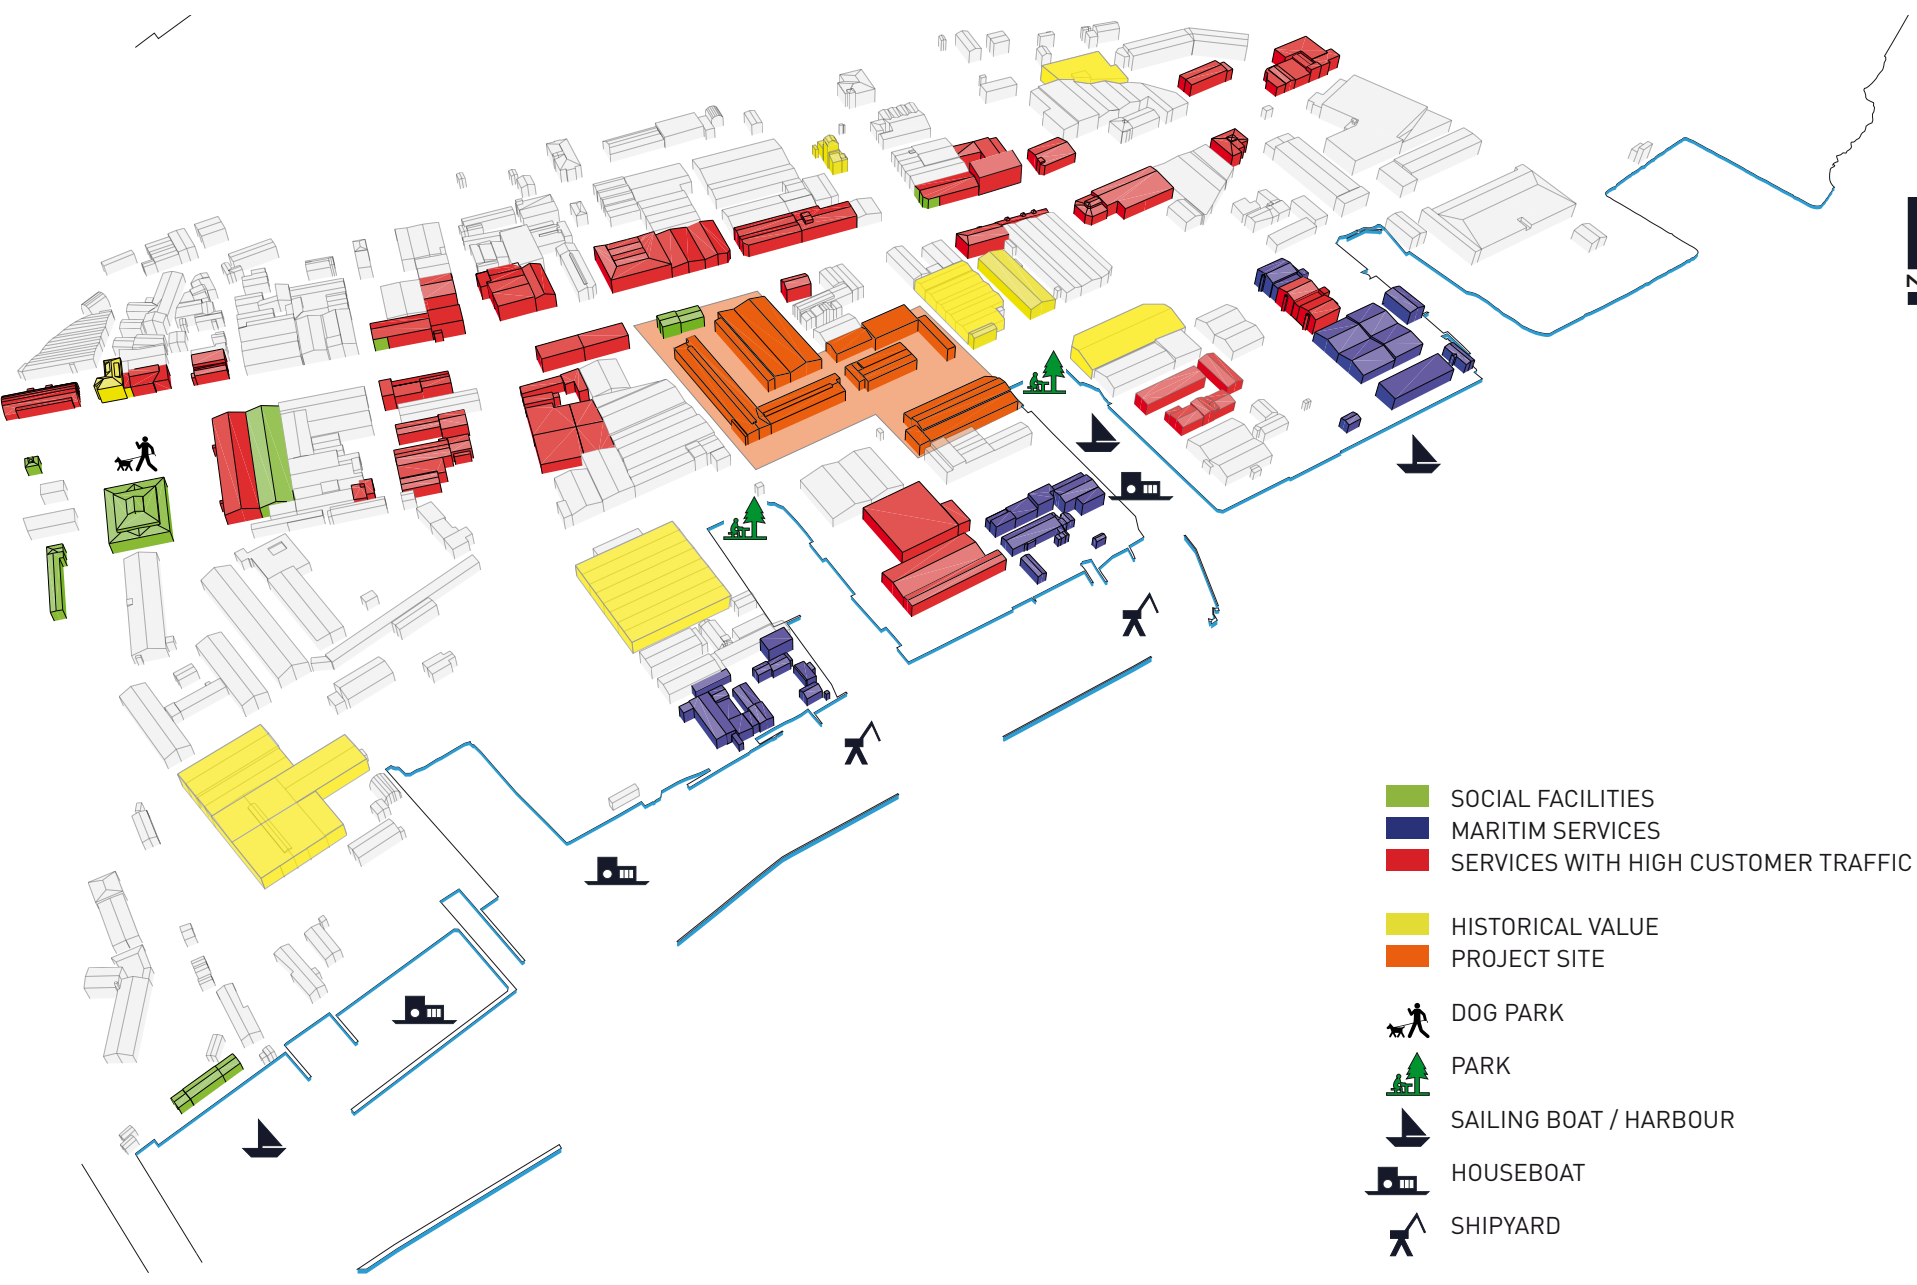 Z
SOCIAL FACILITIES
MARITIM SERVICES
SERVICES WITH HIGH CUSTOMER TRAFFIC
HISTORICAL VALUE
PROJECT SITE
DOG PARK
PARK
SAILING BOAT / HARBOUR
HOUSEBOAT
SHIPYARD